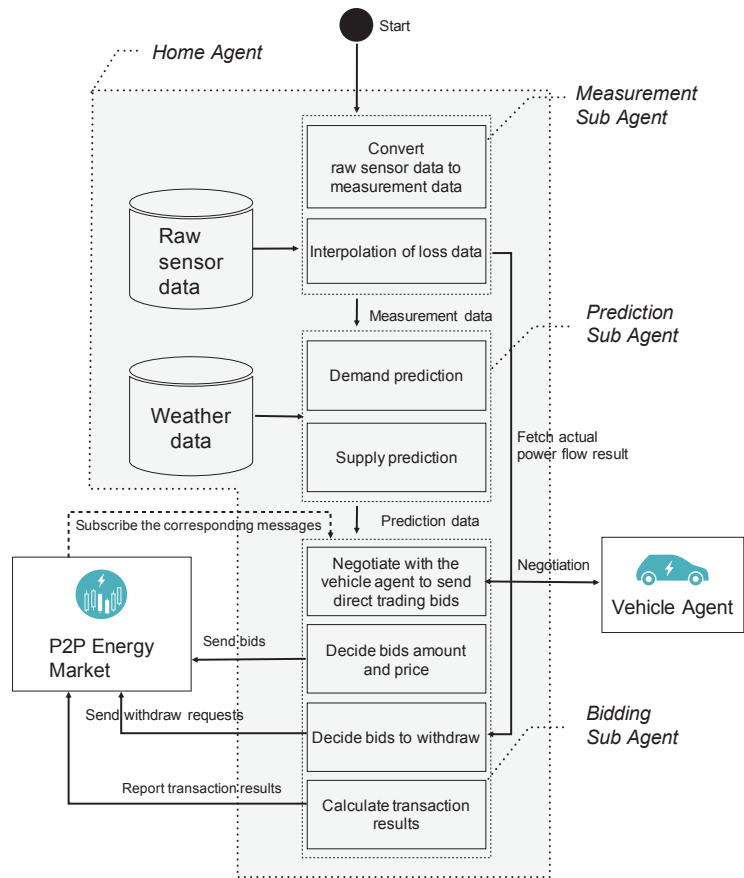 Start
Home Agent
Measurement
Sub Agent
Convert
raw sensor data to
measurement data
Raw
sensor
data
Interpolation of loss data
Measurement data
Prediction
Sub Agent
Demand prediction
Weather
data
Supply prediction
Fetch actual
power flow result
Prediction data
Subscribe the corresponding messages
Negotiate with the
vehicle agent to send
direct trading bids
Negotiation
Vehicle Agent
P2P Energy
Market
Send bids
Decide bids amount
and price
Send withdraw requests
Decide bids to withdraw
Bidding
Sub Agent
Report transaction results
Calculate transaction
results